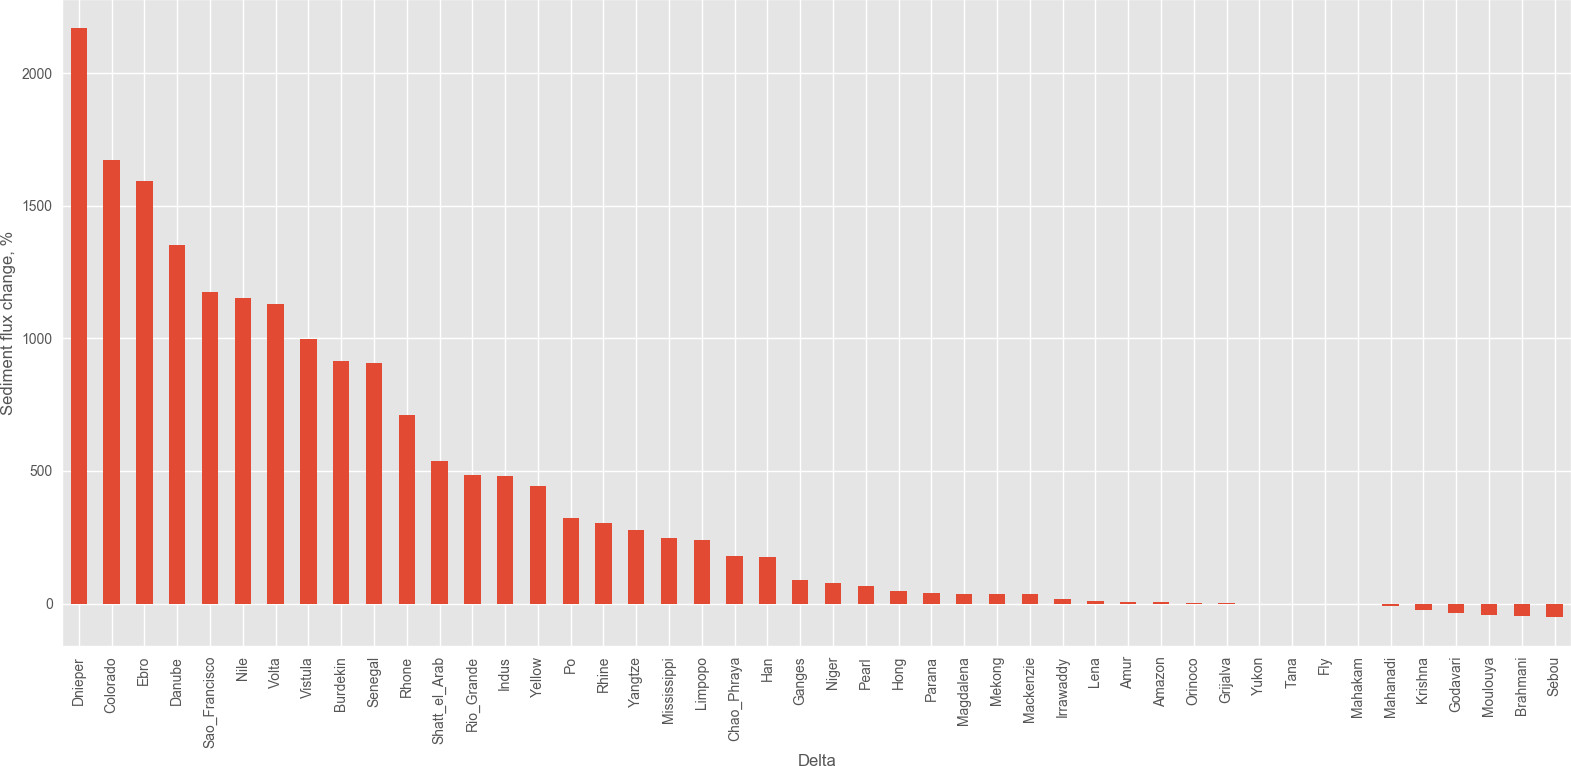 Sediment flux change, %
2000
1500
1000
500
0
Dnieper
Colorado
Ebro
Danube
Sao_Francisco
Nile
Volta
Vistula
Burdekin
Senegal
Rhone
Shatt_el_Arab
Rio_Grande
Indus
Yellow
Po
Rhine
Yangtze
Mississippi
Limpopo
Chao_Phraya
Han
Ganges
Niger
Pearl
Hong
Parana
Magdalena
Mekong
Mackenzie
Irrawaddy
Lena
Amur
Amazon
Orinoco
Grijalva
Yukon
Tana
Fly
Mahakam
Mahanadi
Krishna
Godavari
Moulouya
Brahmani
Sebou
Delta